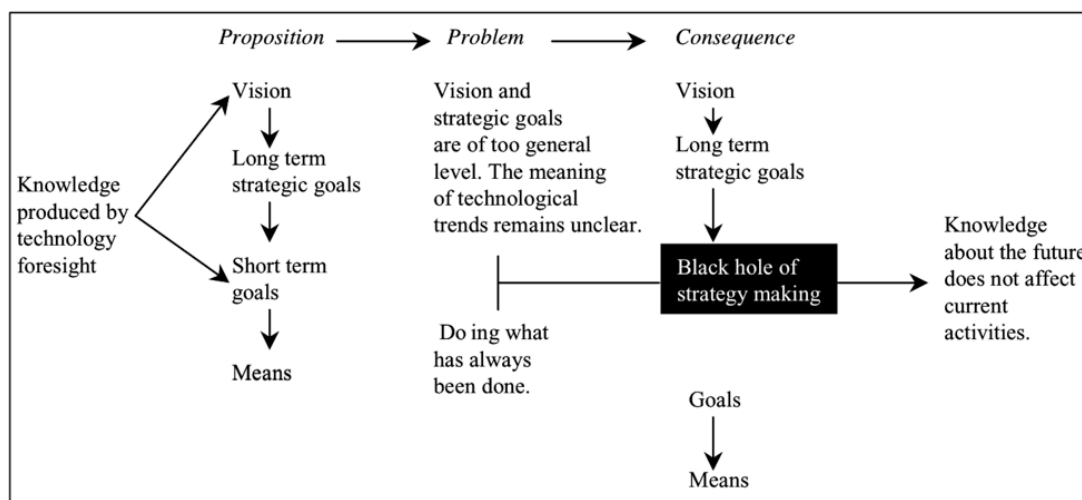 Proposition
Problem
Consequence
Knowledge
produced by
technology
foresight
Vision
Long term
strategic goals
Short term
goals
Means
Vision and
strategic goals
are of too general
level. The meaning
of technological
trends remains unclear.
Do ing what
has always
been done.
Vision
Long term
strategic goals
Black hole of
strategy making
Goals
Means
Knowledge
about the future
does not affect
current
activities.